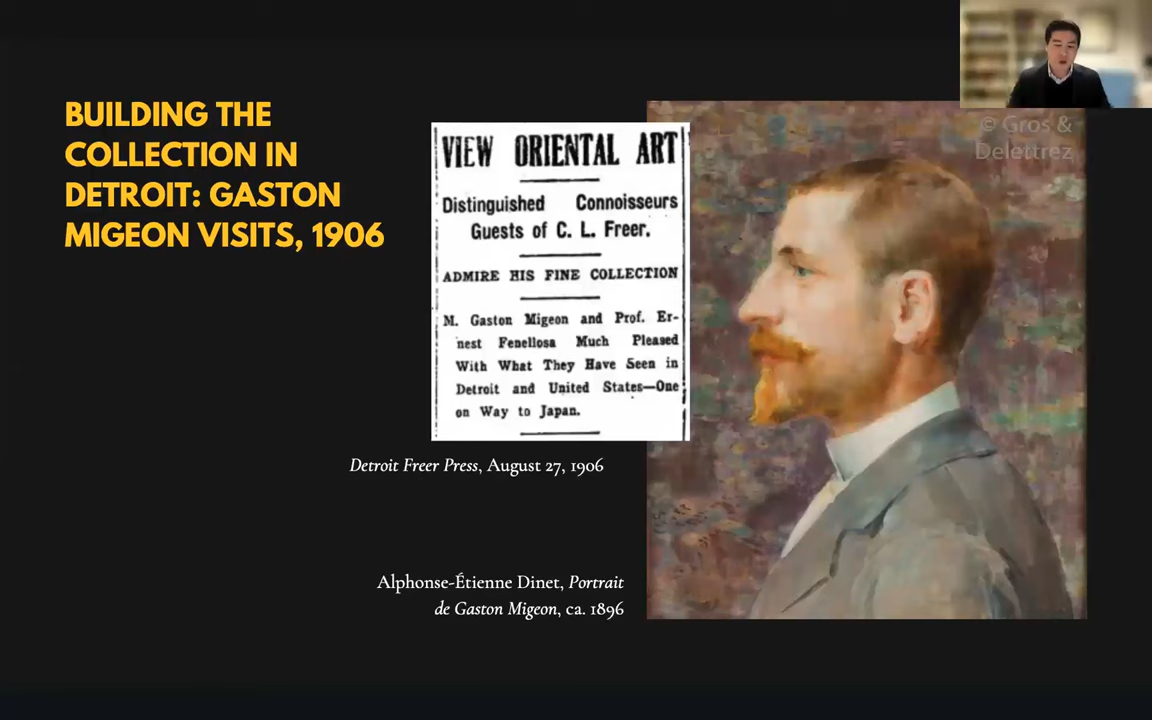 BUILDING THE
COLLECTION IN
DETROIT: GASTON
MIGEON VISITS, 1906
VIEW ORIENTAL ART
Distinguished Connoisseurs
Guests of C. L. Freer.
ADMIRE HIS FINE COLLECTION
M. Gaston Migeon and Prof. Er-
nest Fenellosa Much Pleased
With What They Have Seen in
Detroit and United States—One
on Way to Japan.
Detroit Freer Press, August 27, 1906
Alphonse-Étienne Dinet, Portrait
de Gaston Migeon, ca. 1896
© Gros &
Delettrez